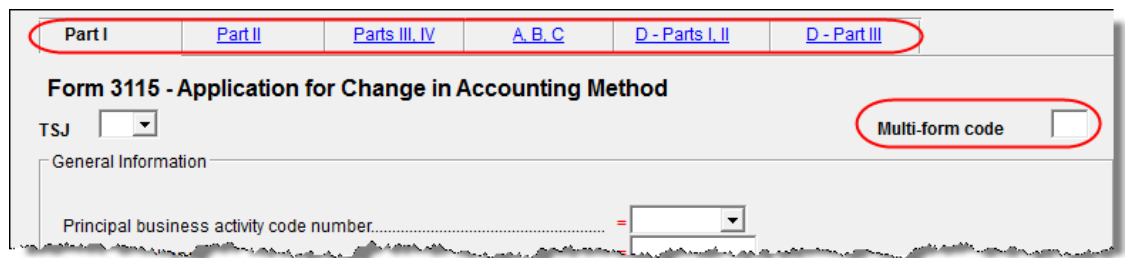 Part I Part II Parts III, IV A, B, C D - Parts I, II D - Part III
Form 3115 - Application for Change in Accounting Method
TSJ Multi-form code
General Information
Principal business activity code number................................................... =